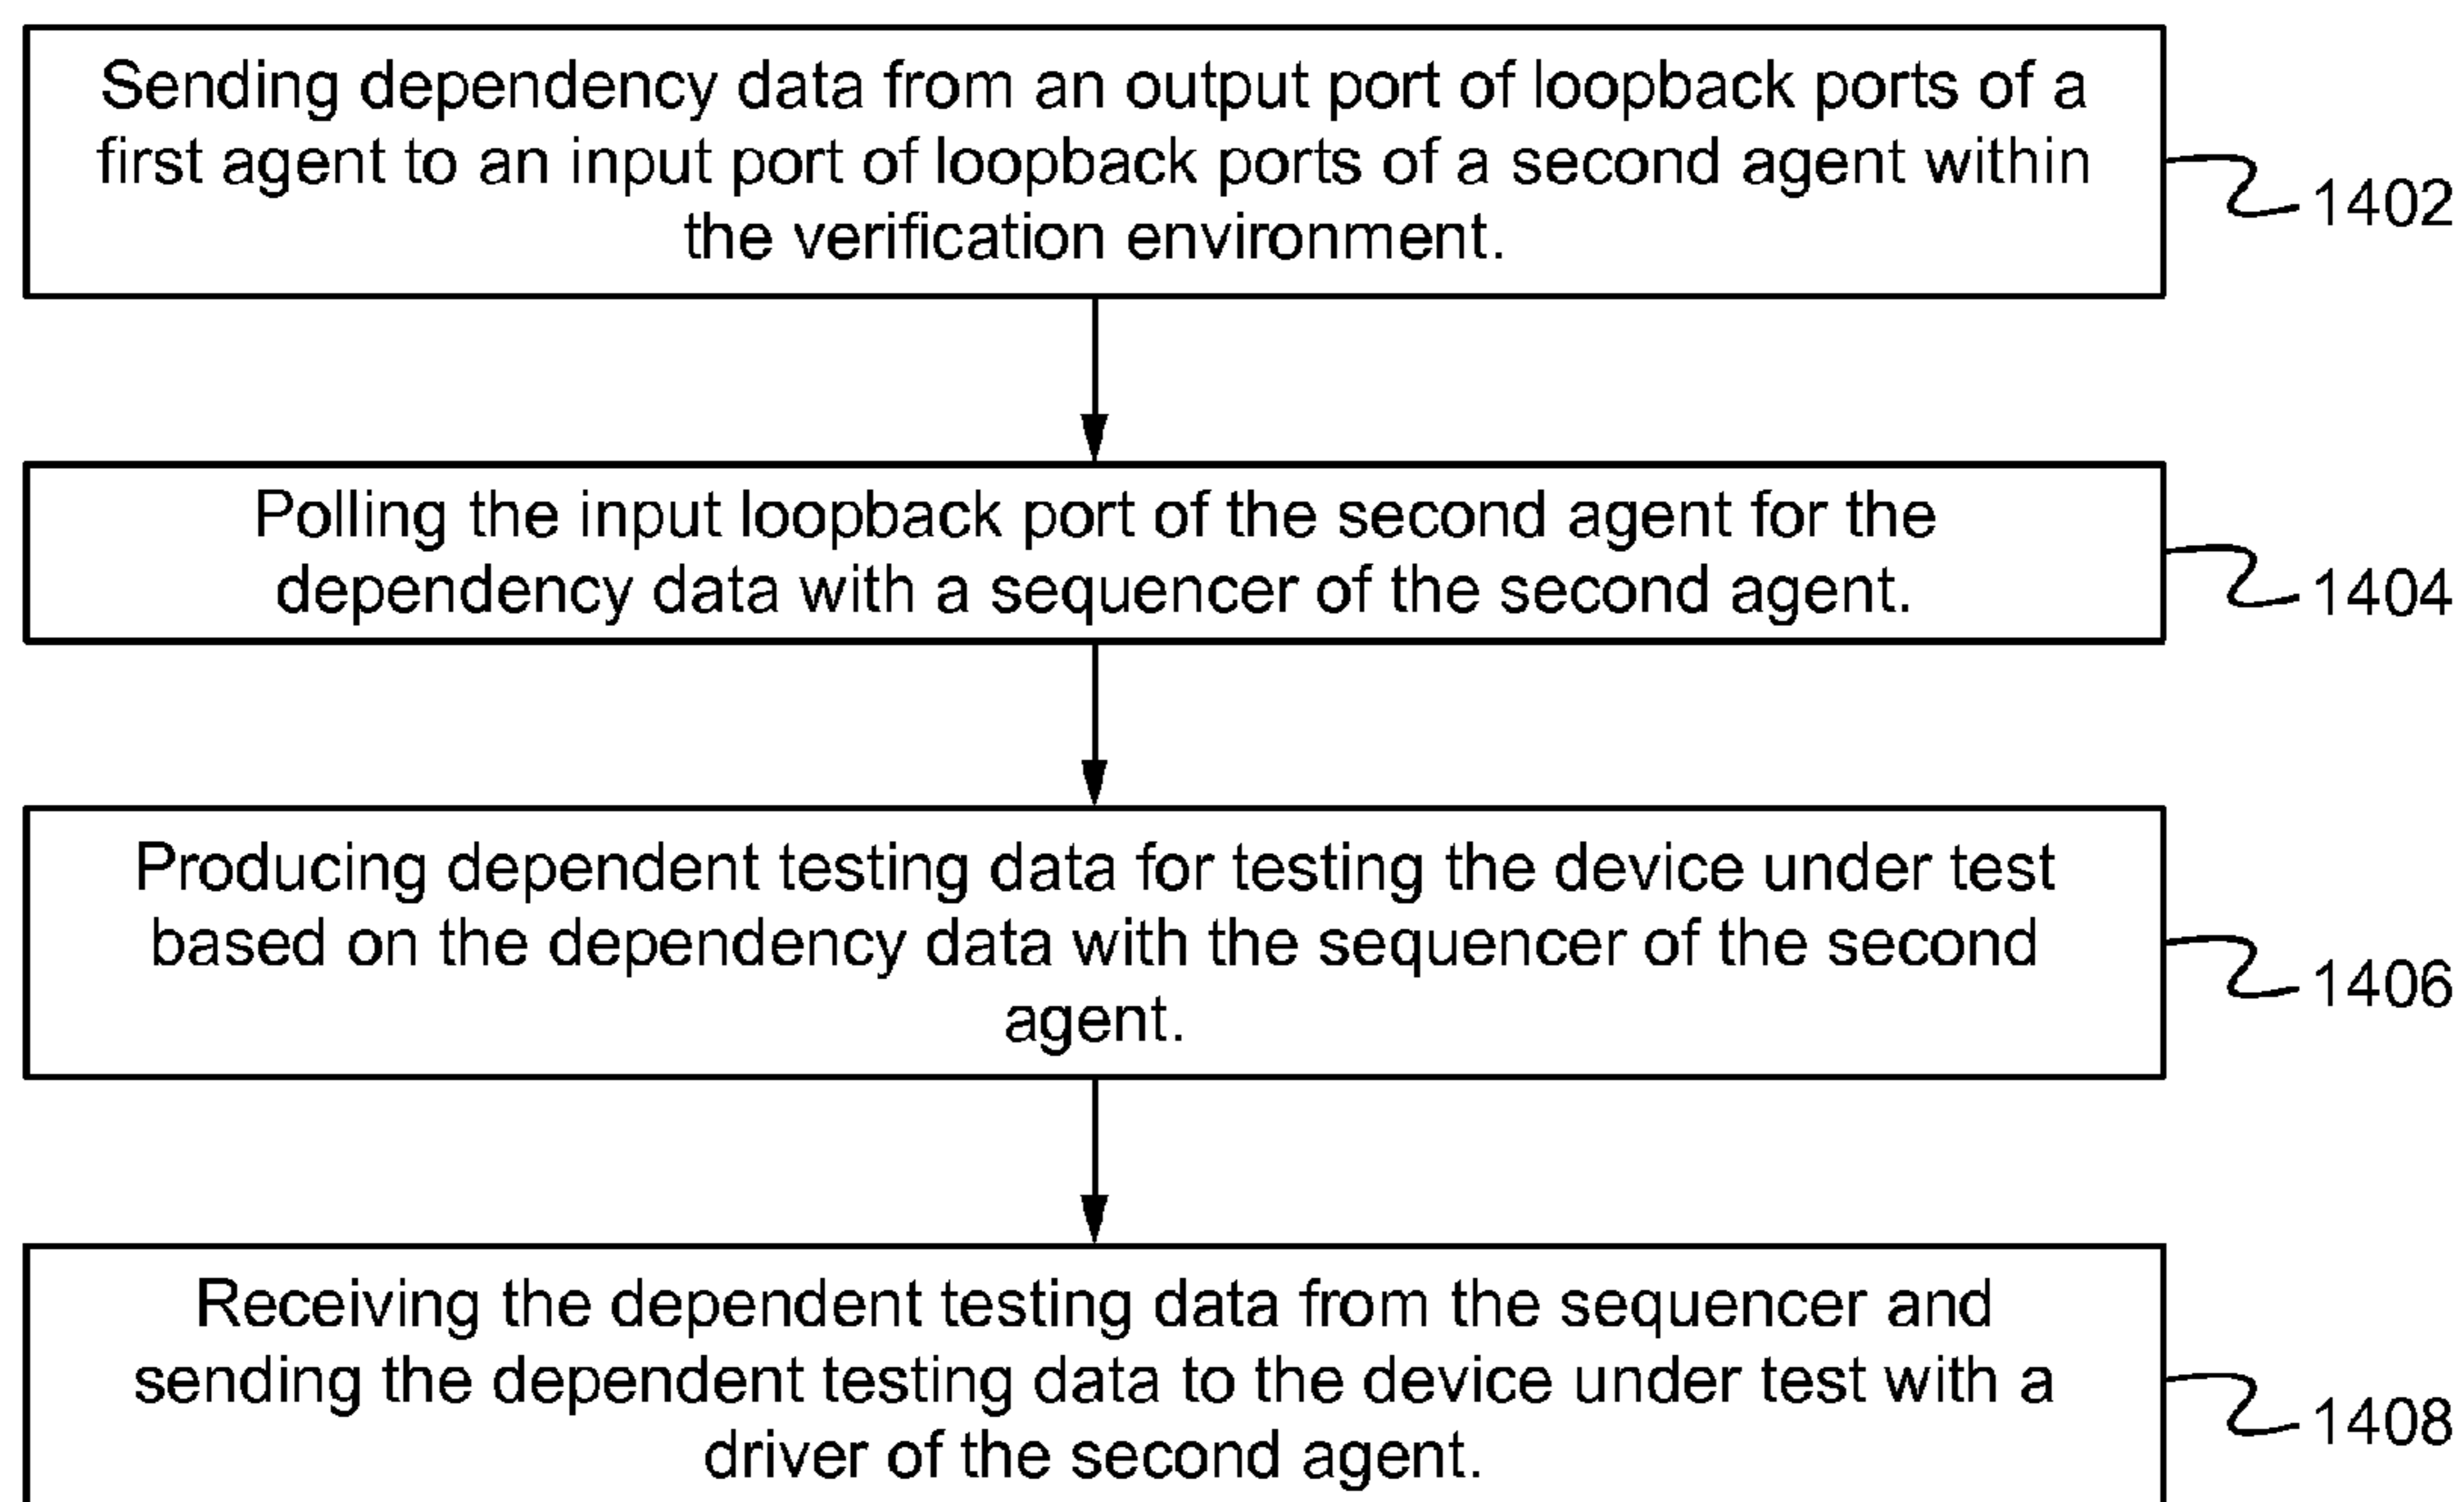 Sending dependency data from an output port of loopback ports of a
first agent to an input port of loopback ports of a second agent within
the verification environment.
1402
Polling the input loopback port of the second agent for the
dependency data with a sequencer of the second agent.
1404
Producing dependent testing data for testing the device under test
based on the dependency data with the sequencer of the second
agent.
1406
Receiving the dependent testing data from the sequencer and
sending the dependent testing data to the device under test with a
driver of the second agent.
1408